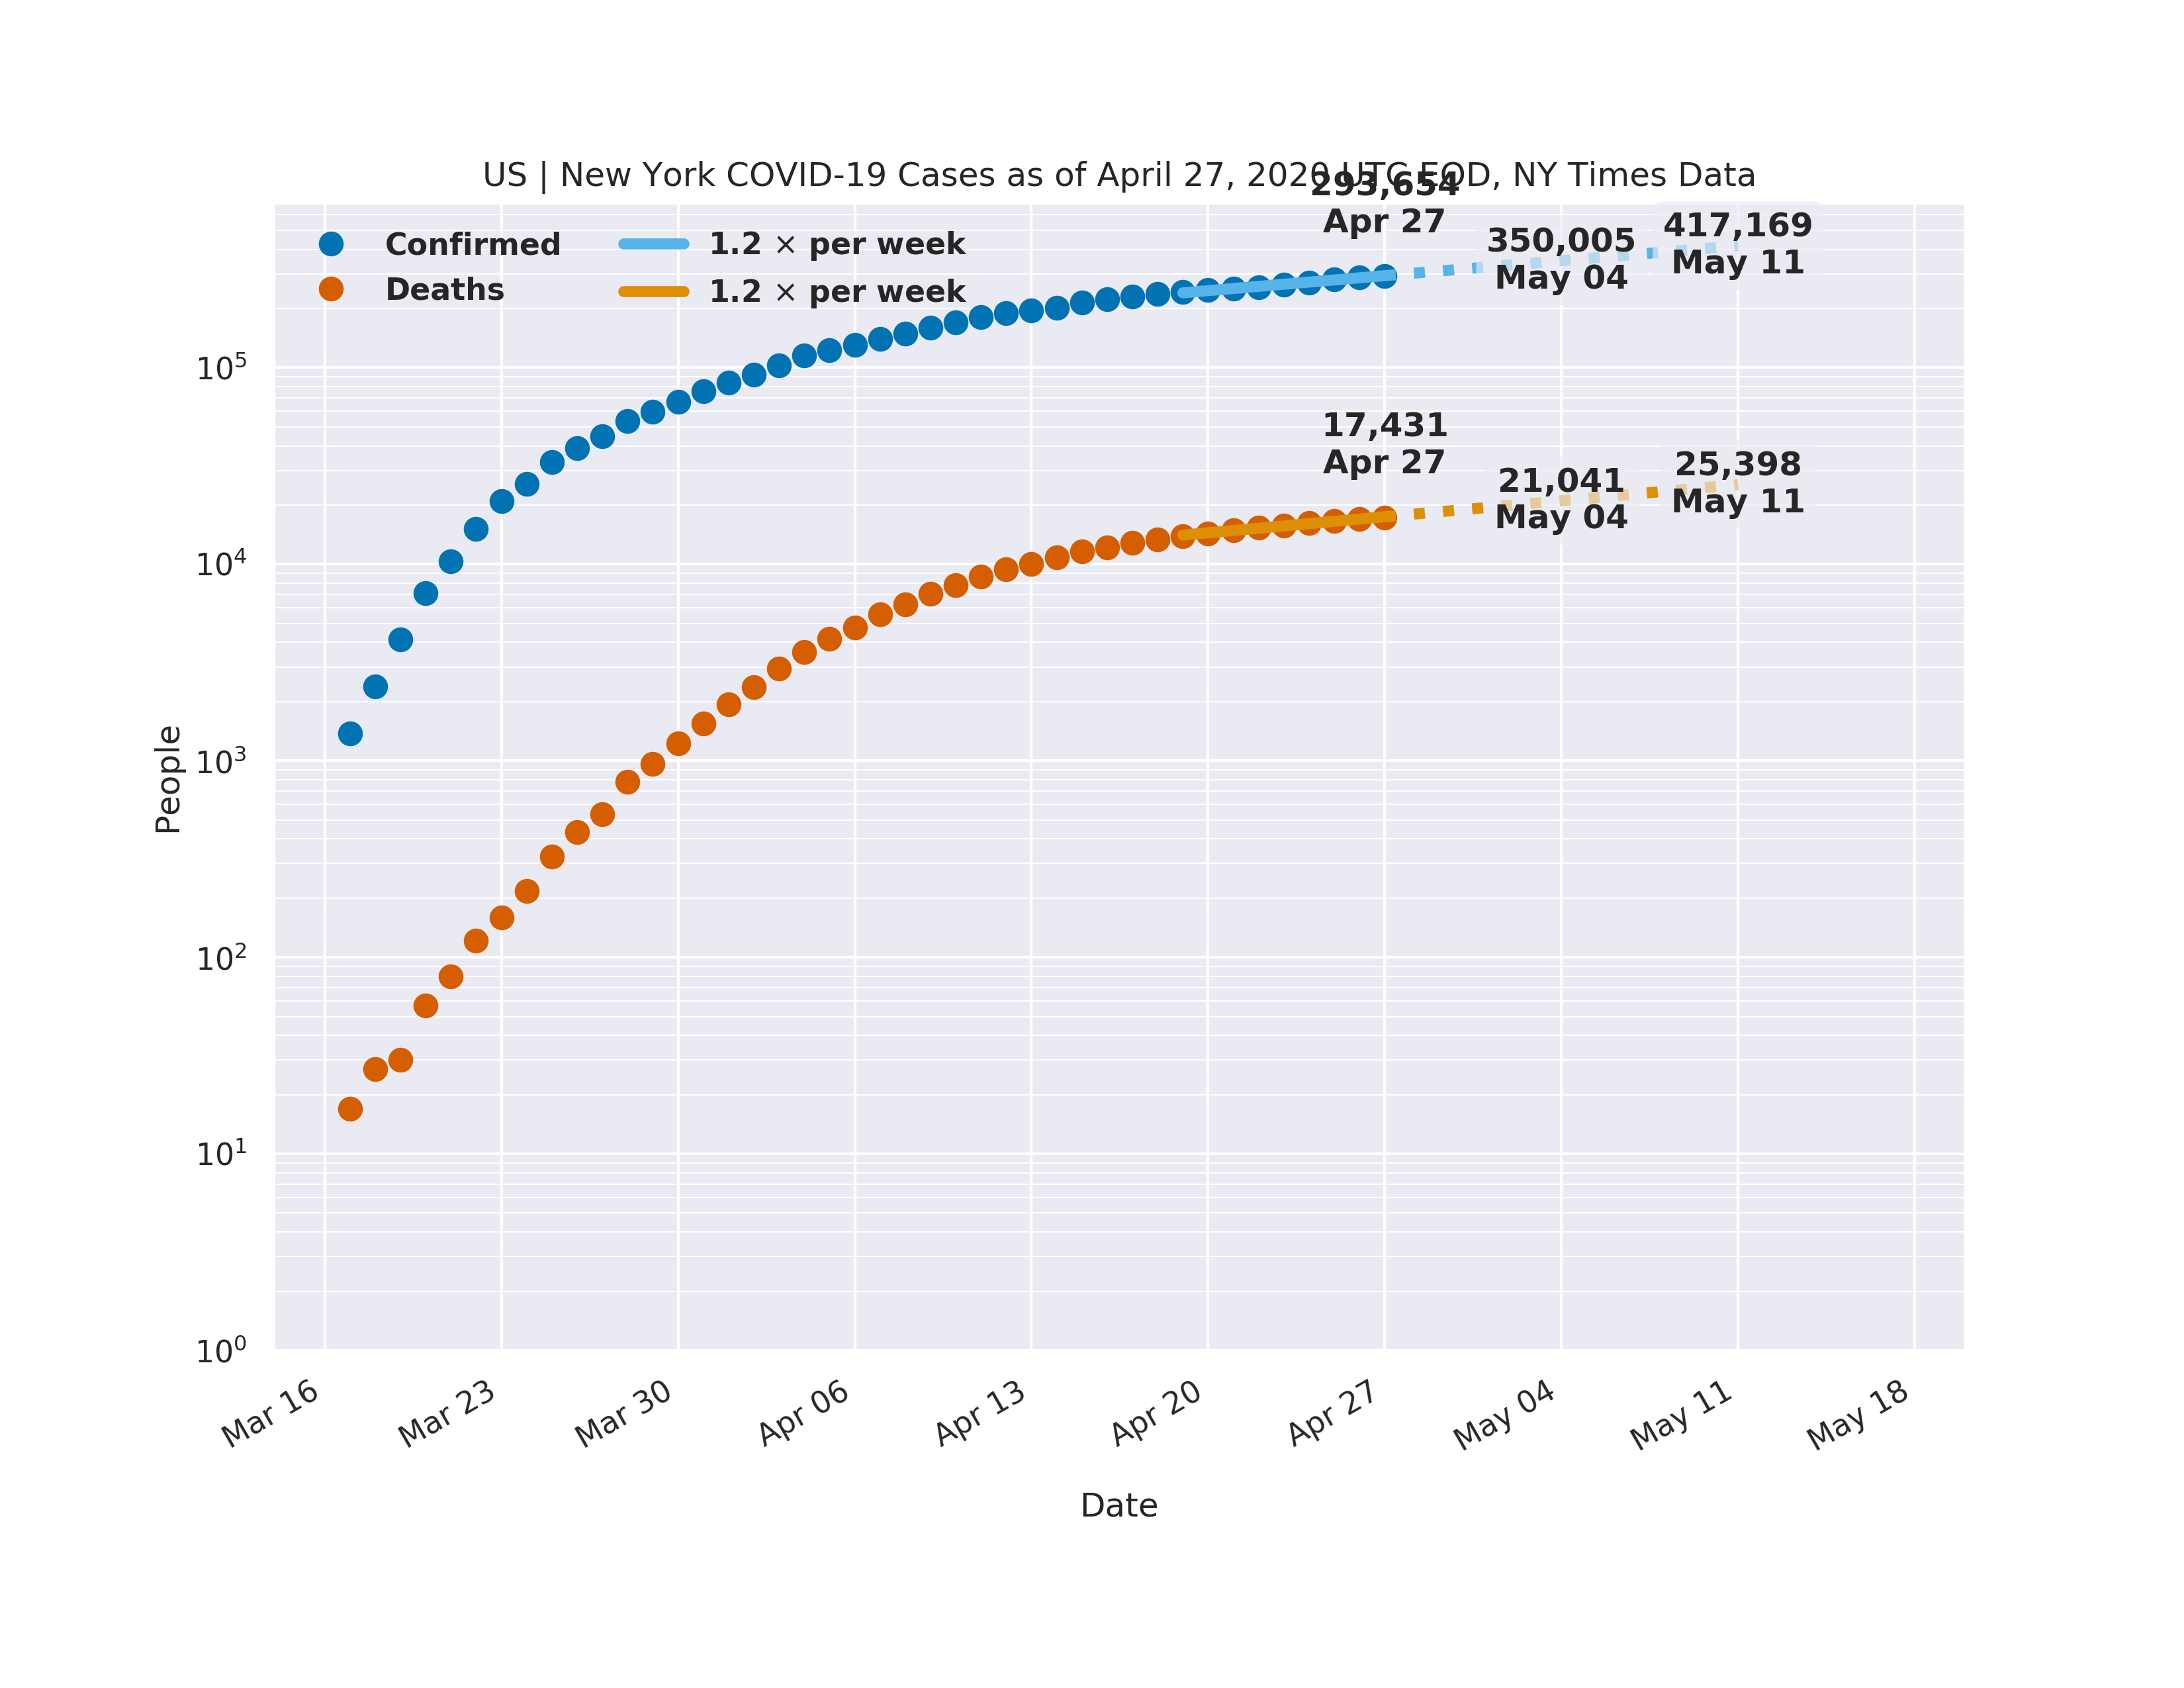 US | New York COVID-19 Cases as of April 27, 2020 UTC EOD, NY Times Data
293,654
Apr 27
350,005
May 04
417,169
May 11
Confirmed
Deaths
1.2 × per week
1.2 × per week
17,431
Apr 27
21,041
May 04
25,398
May 11
People
10⁵
10⁴
10³
10²
10¹
10⁰
Mar 16
Mar 23
Mar 30
Apr 06
Apr 13
Apr 20
Apr 27
May 04
May 11
May 18
Date